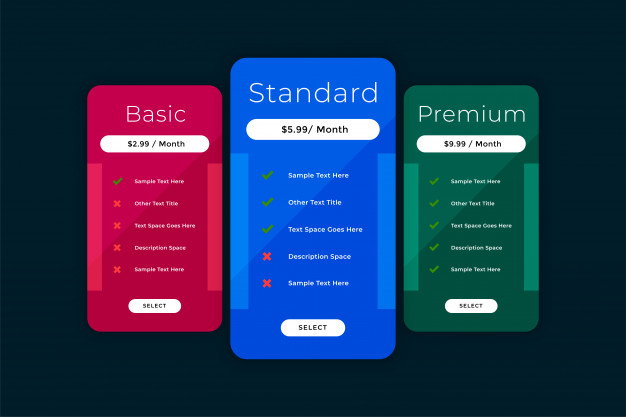 Basic
$2.99 / Month
Sample Text Here
Other Text Title
Text Space Goes Here
Description Space
Sample Text Here
SELECT
Standard
$5.99/ Month
Sample Text Here
Other Text Title
Text Space Goes Here
Description Space
Sample Text Here
SELECT
Premium
$9.99 / Month
Sample Text Here
Other Text Title
Text Space Goes Here
Description Space
Sample Text Here
SELECT